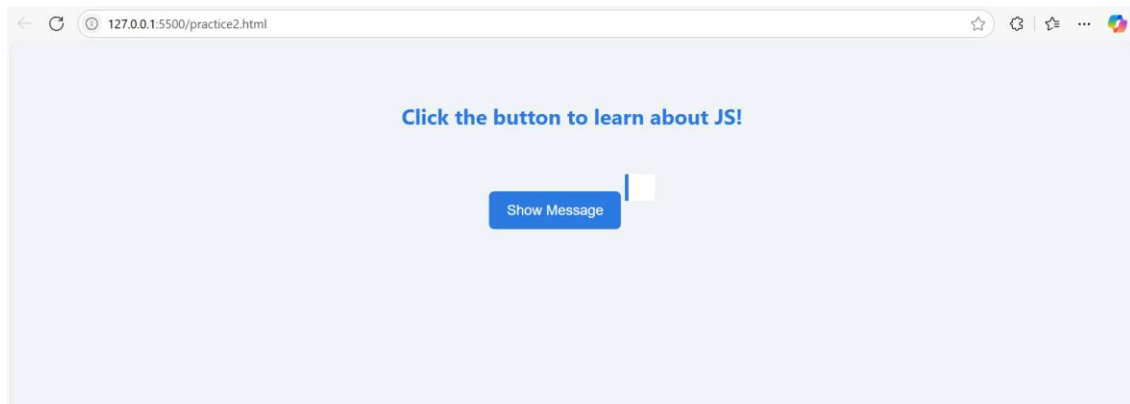 127.0.0.1:5500/practice2.html
Click the button to learn about JS!
Show Message